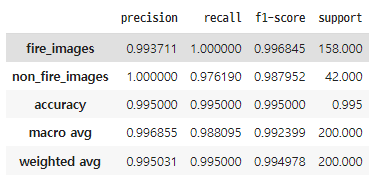 precision recall f1-score support
fire_images 0.993711 1.000000 0.996845 158.000
non_fire_images 1.000000 0.976190 0.987952 42.000
accuracy 0.995000 0.995000 0.995000 0.995
macro avg 0.996855 0.988095 0.992399 200.000
weighted avg 0.995031 0.995000 0.994978 200.000